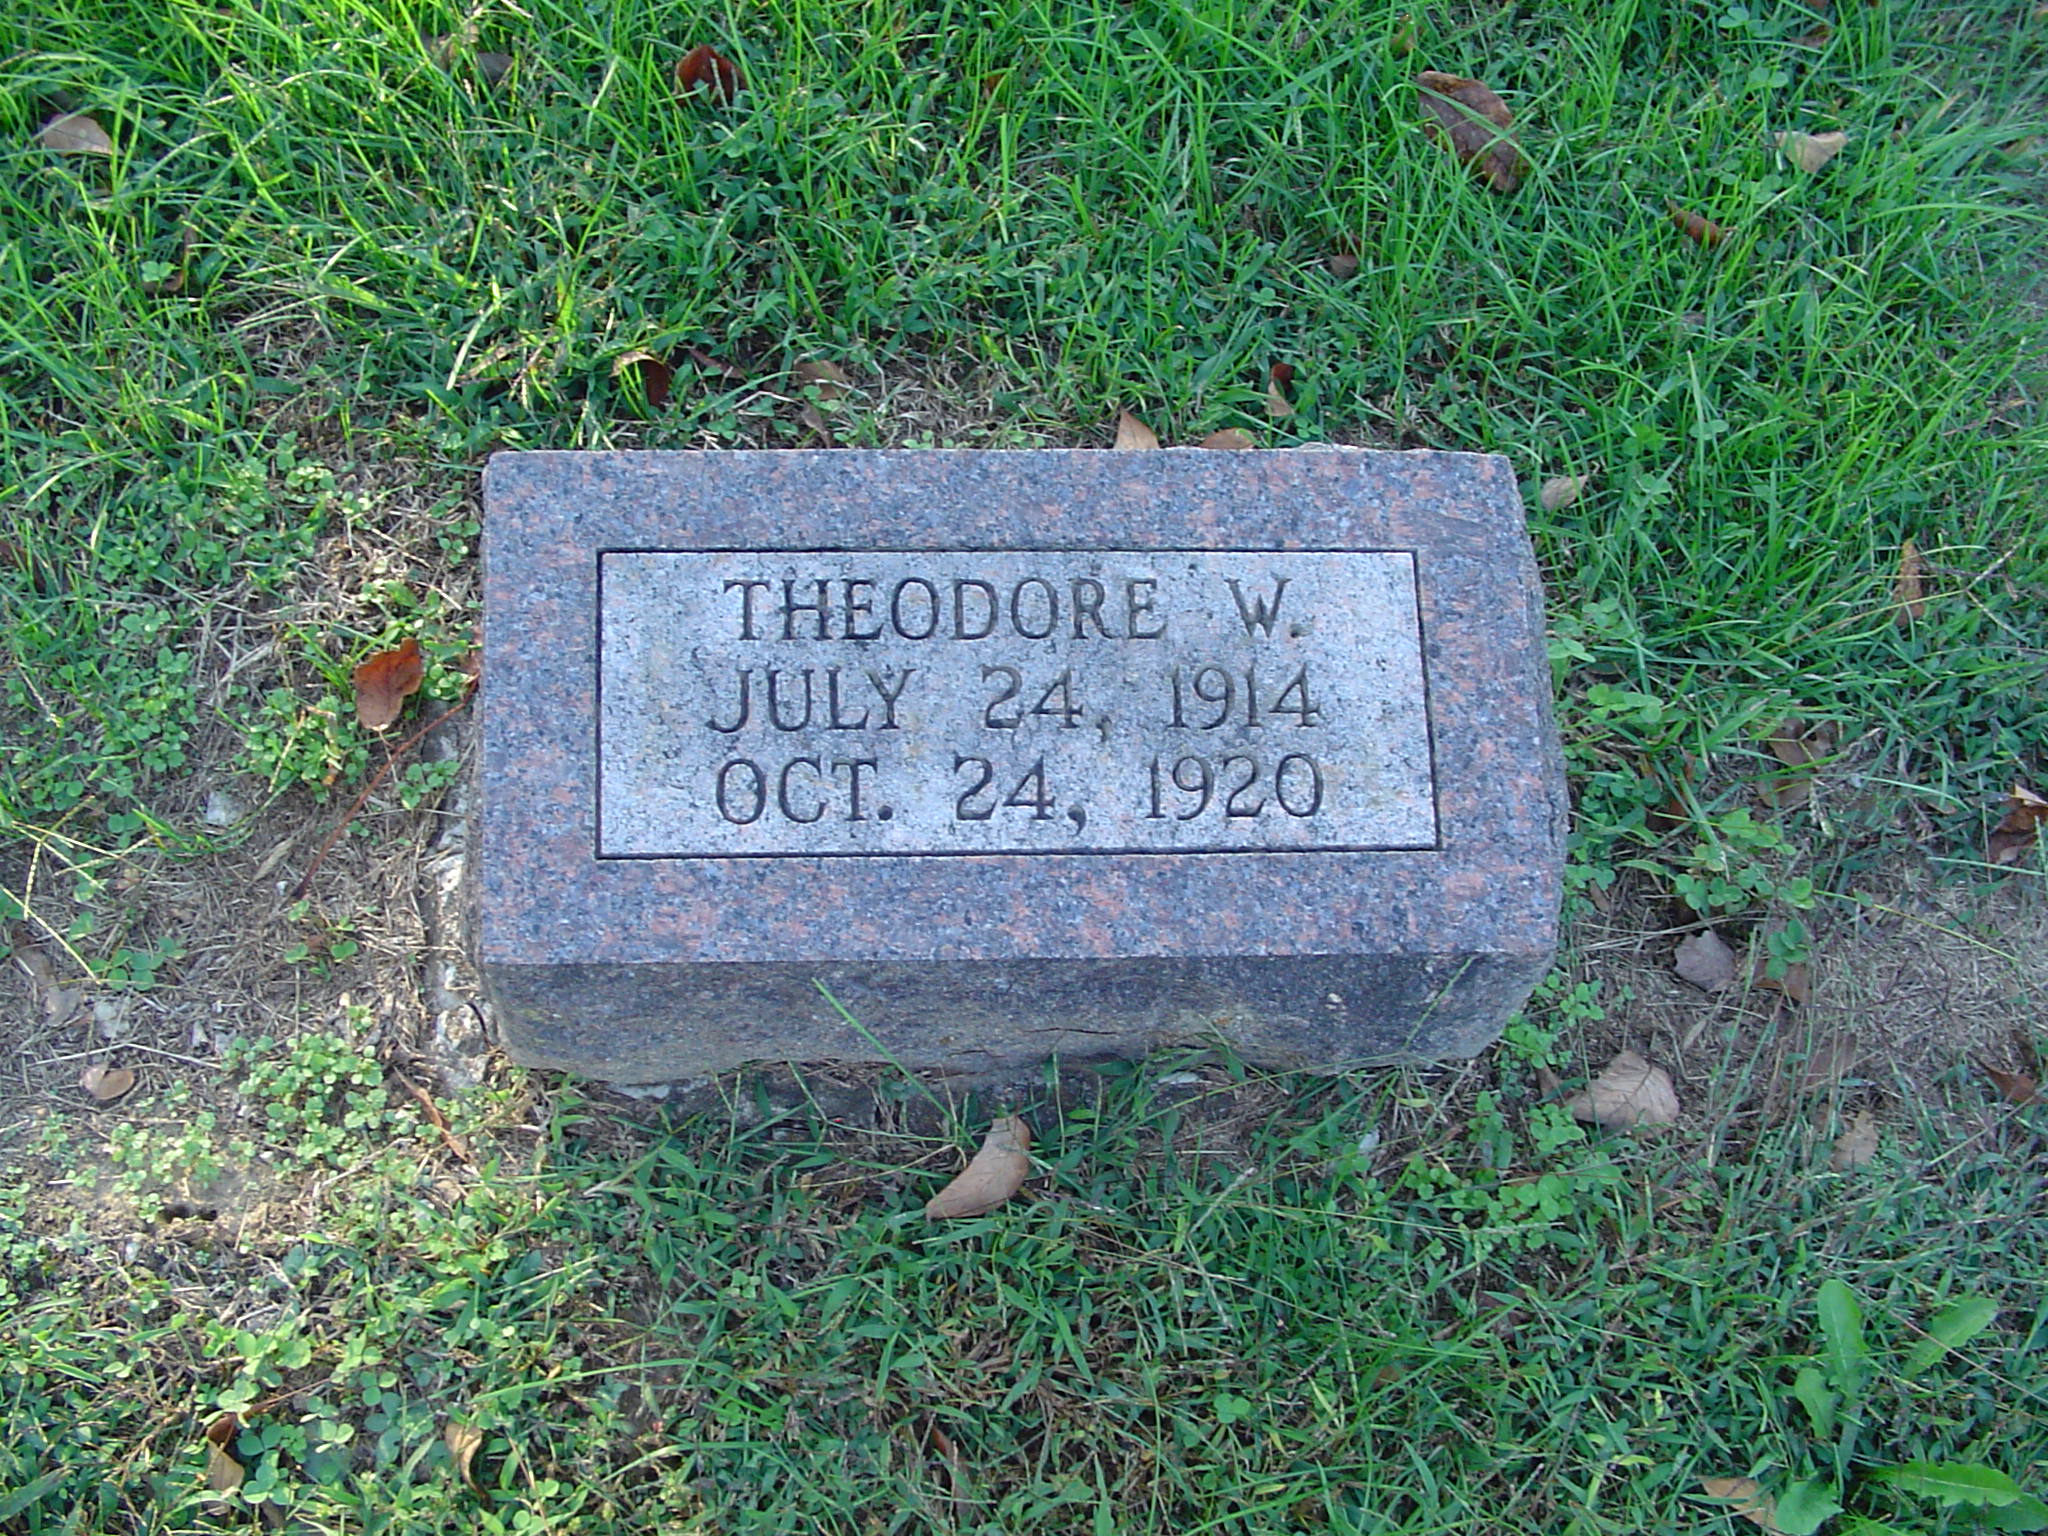 THEODORE W.
JULY 24, 1914
OCT. 24, 1920